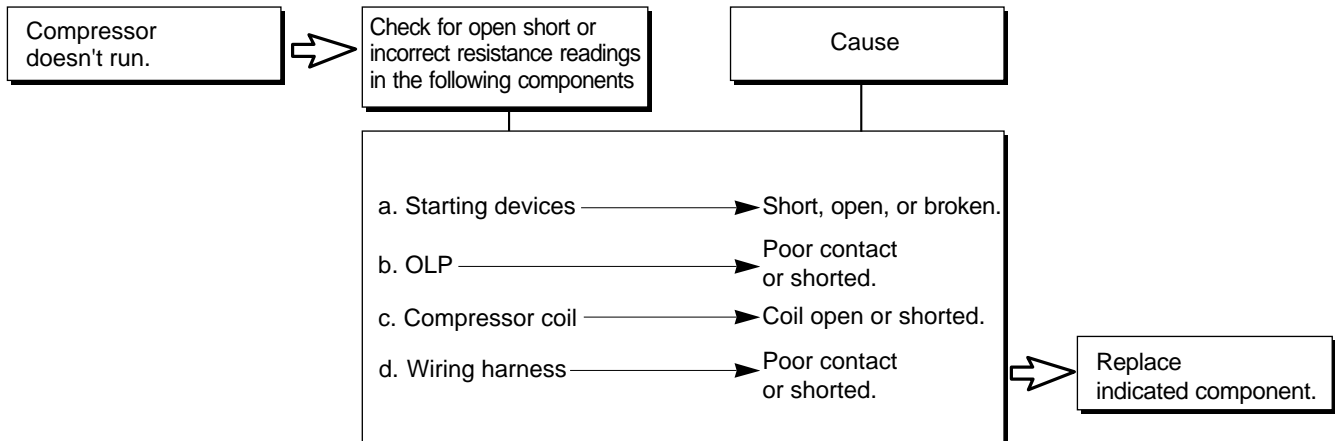 Compressor
doesn't run.
Check for open short or
incorrect resistance readings
in the following components
Cause
a. Starting devices
Short, open, or broken.
b. OLP
Poor contact
or shorted.
c. Compressor coil
Coil open or shorted.
d. Wiring harness
Poor contact
or shorted.
Replace
indicated component.